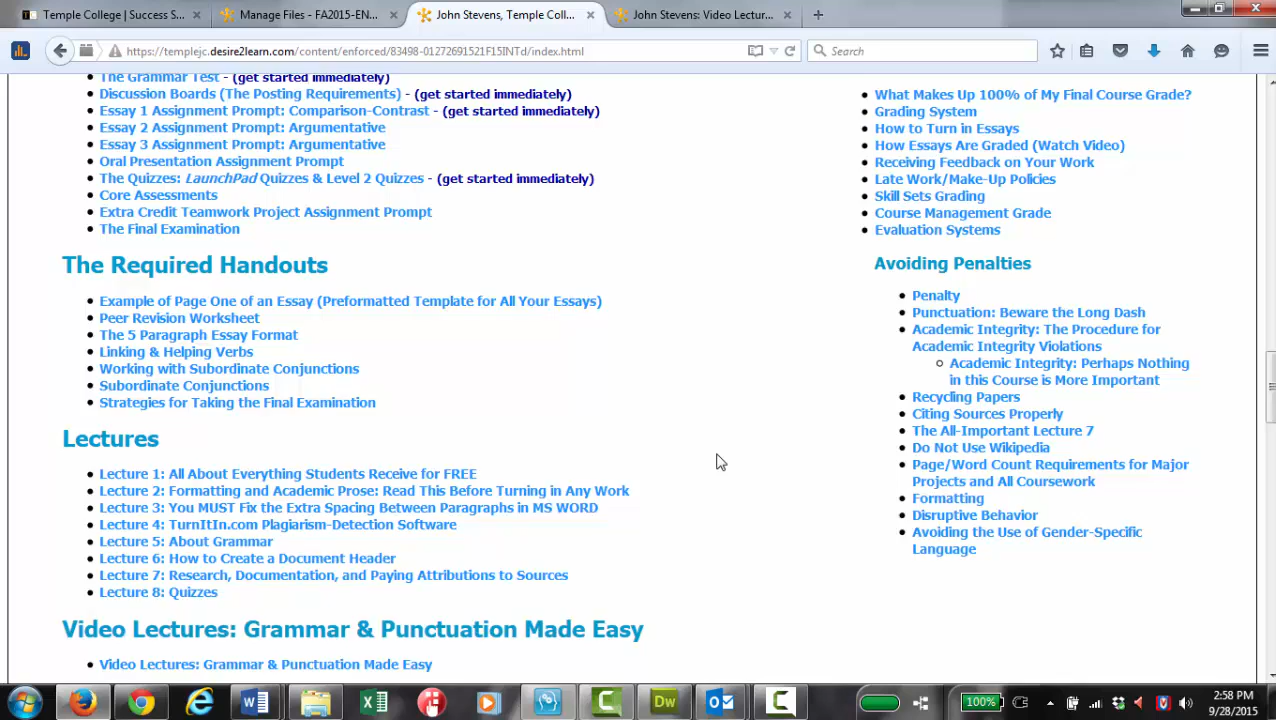 Temple College | Success S...
Manage Files - FA2015-EN...
John Stevens, Temple Coll...
John Stevens: Video Lectur...
https://templejc.desire2learn.com/content/enforced/83498-01272691521F15INTd/index.html
Search
The Grammar Test - (get started immediately)
Discussion Boards (The Posting Requirements) - (get started immediately)
Essay 1 Assignment Prompt: Comparison-Contrast - (get started immediately)
Essay 2 Assignment Prompt: Argumentative
Essay 3 Assignment Prompt: Argumentative
Oral Presentation Assignment Prompt
The Quizzes: LaunchPad Quizzes & Level 2 Quizzes - (get started immediately)
Core Assessments
Extra Credit Teamwork Project Assignment Prompt
The Final Examination
The Required Handouts
Example of Page One of an Essay (Preformatted Template for All Your Essays)
Peer Revision Worksheet
The 5 Paragraph Essay Format
Linking & Helping Verbs
Working with Subordinate Conjunctions
Subordinate Conjunctions
Strategies for Taking the Final Examination
Lectures
Lecture 1: All About Everything Students Receive for FREE
Lecture 2: Formatting and Academic Prose: Read This Before Turning in Any Work
Lecture 3: You MUST Fix the Extra Spacing Between Paragraphs in MS WORD
Lecture 4: TurnItIn.com Plagiarism-Detection Software
Lecture 5: About Grammar
Lecture 6: How to Create a Document Header
Lecture 7: Research, Documentation, and Paying Attributions to Sources
Lecture 8: Quizzes
Video Lectures: Grammar & Punctuation Made Easy
Video Lectures: Grammar & Punctuation Made Easy
What Makes Up 100% of My Final Course Grade?
Grading System
How to Turn in Essays
How Essays Are Graded (Watch Video)
Receiving Feedback on Your Work
Late Work/Make-Up Policies
Skill Sets Grading
Course Management Grade
Evaluation Systems
Avoiding Penalties
Penalty
Punctuation: Beware the Long Dash
Academic Integrity: The Procedure for
Academic Integrity Violations
Academic Integrity: Perhaps Nothing
in this Course is More Important
Recycling Papers
Citing Sources Properly
The All-Important Lecture 7
Do Not Use Wikipedia
Page/Word Count Requirements for Major
Projects and All Coursework
Formatting
Disruptive Behavior
Avoiding the Use of Gender-Specific
Language
Dw
100%
2:58 PM
9/28/2015